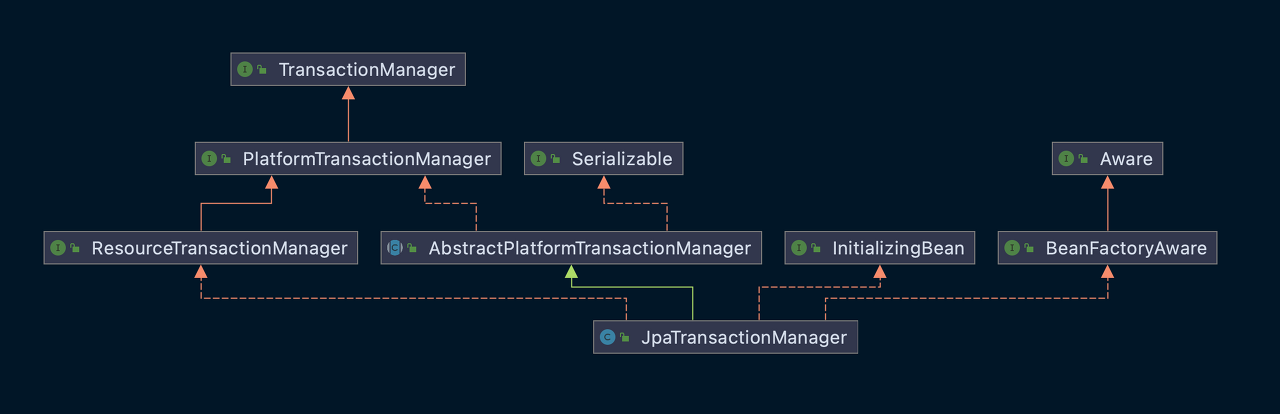 I TransactionManager
I PlatformTransactionManager
I Serializable
I Aware
I ResourceTransactionManager
C AbstractPlatformTransactionManager
I InitializingBean
I BeanFactoryAware
C JpaTransactionManager